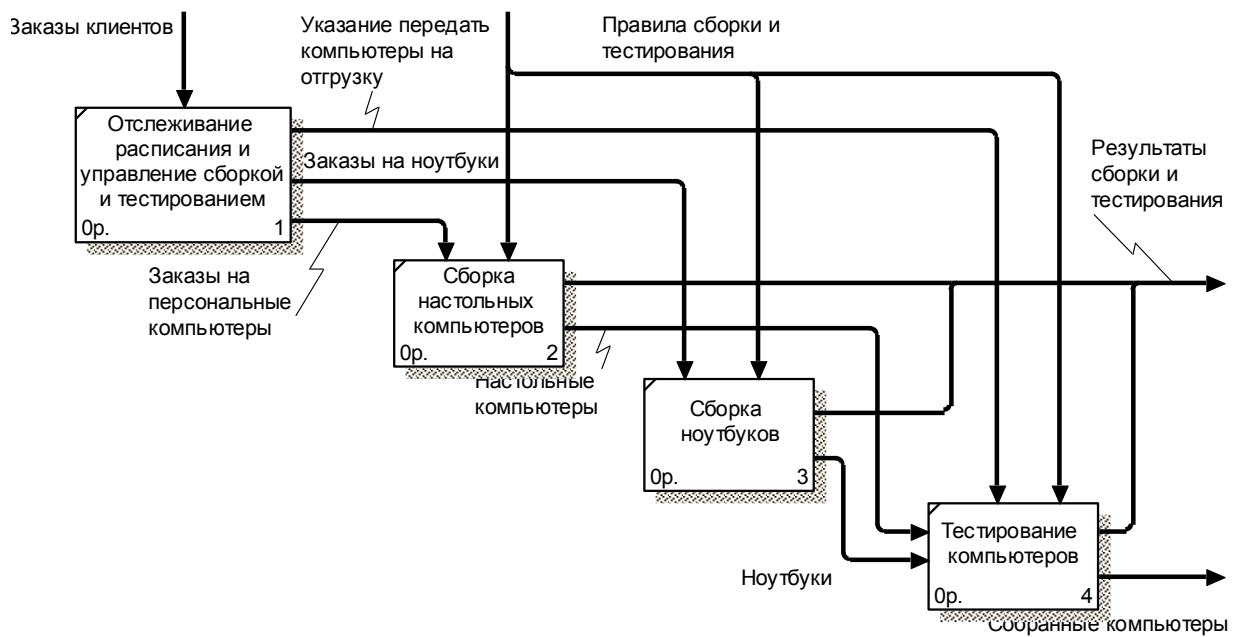 Заказы клиентов
Указание передать
компьютеры на
отгрузку
Правила сборки и
тестирования
Отслеживание
расписания и
управление сборкой
и тестированием
0р. 1
Заказы на ноутбуки
Результаты
сборки и
тестирования
Заказы на
персональные
компьютеры
Сборка
настольных
компьютеров
0р. 2
Настольные
компьютеры
Сборка
ноутбуков
0р. 3
Тестирование
компьютеров
0р. 4
Ноутбуки
Собранные компьютеры